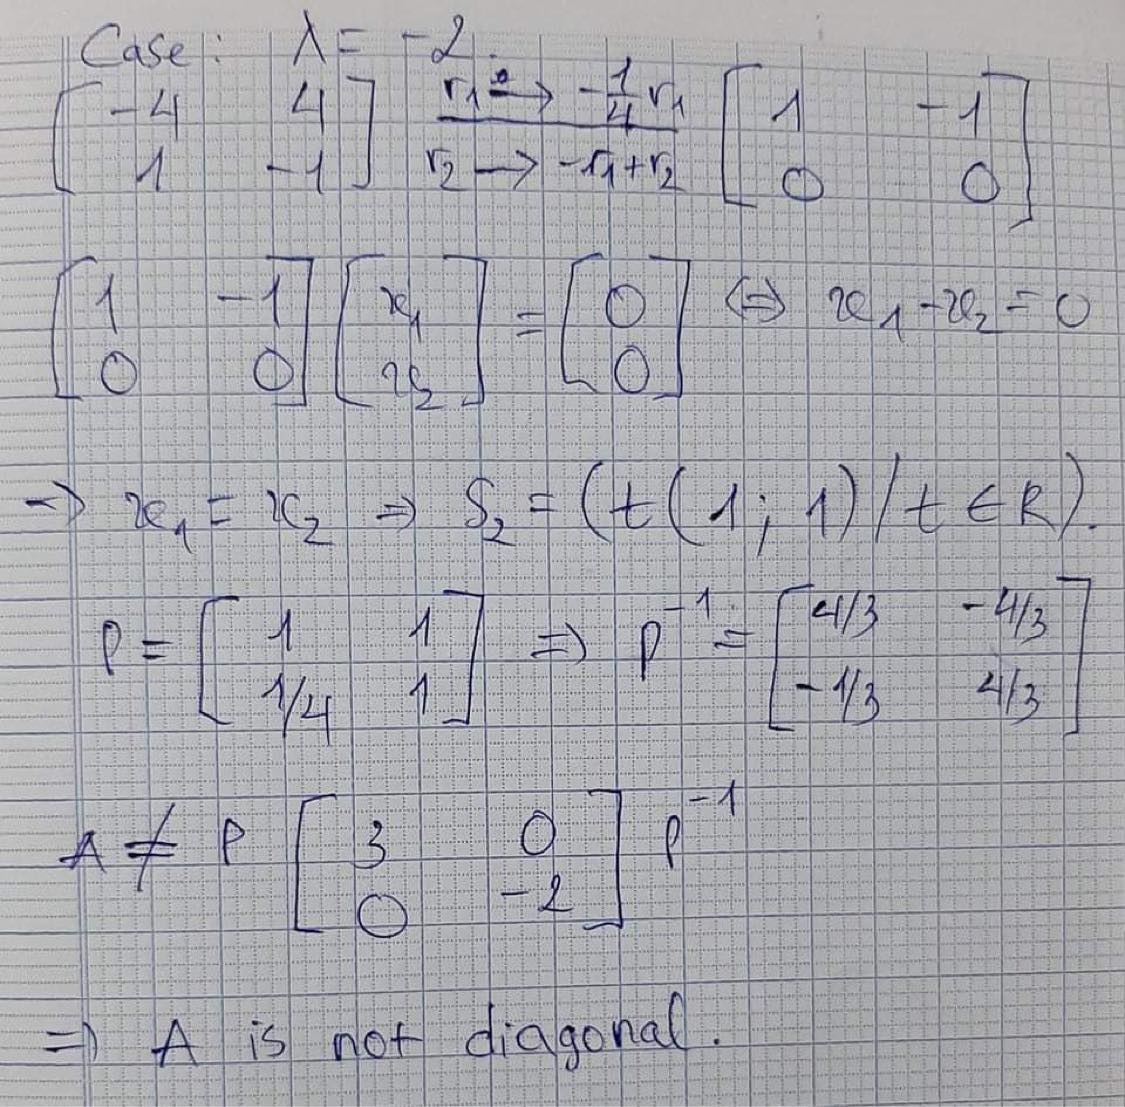 Case: λ = -2.
[-4 4; 1 -1] r₁ → -1/4 r₁, r₂ → -r₁+r₂ [1 -1; 0 0]
[1 -1; 0 0] [x₁; x₂] = [0; 0] ⇔ x₁ - x₂ = 0
⇒ x₁ = x₂ ⇒ S₂ = (t(1; 1) / t ∈ R).
P = [1 1; 1/4 1] ⇒ P⁻¹ = [4/3 -4/3; -1/3 4/3]
A ≠ P [3 0; 0 -2] P⁻¹
⇒ A is not diagonal.